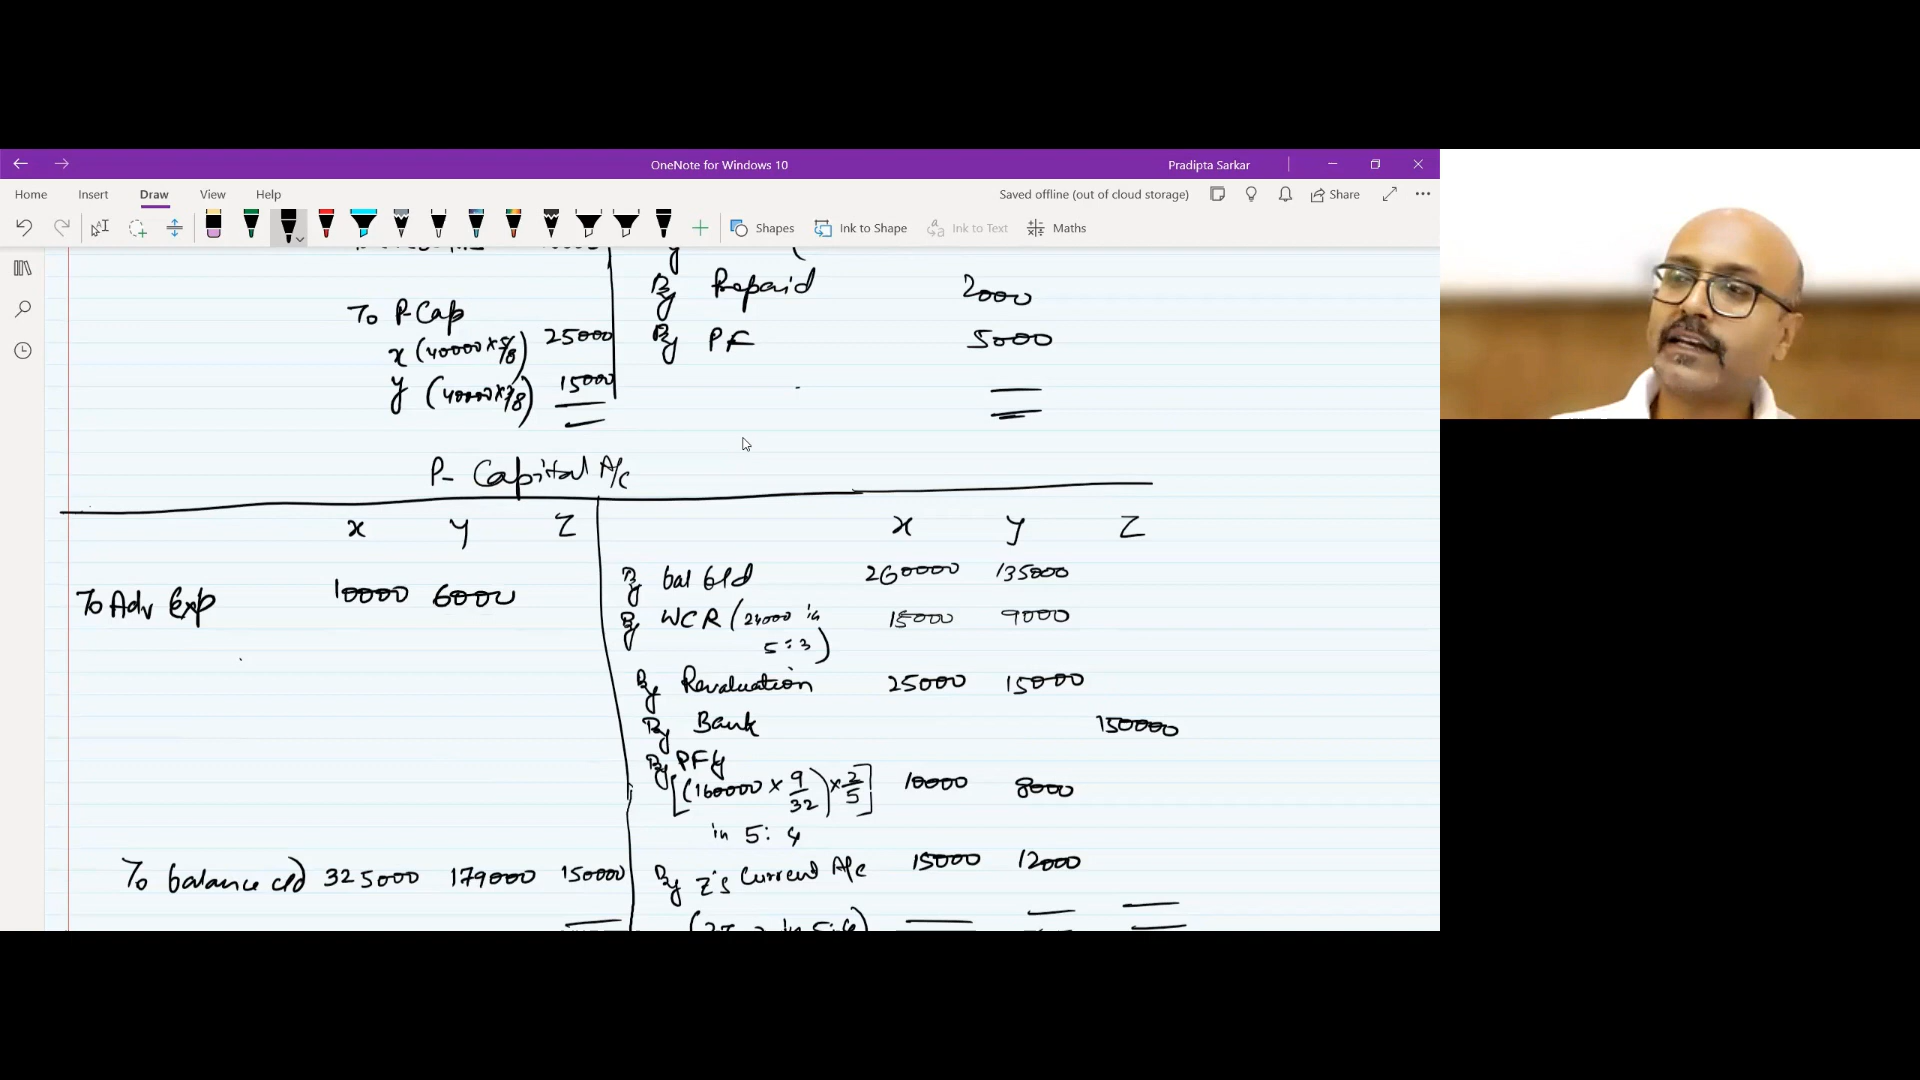 OneNote for Windows 10
Pradipta Sarkar
Home Insert Draw View Help
Saved offline (out of cloud storage)
Share
Shapes
Ink to Shape
Ink to Text
Maths
To P Cap
x (40000 x 5/8) 25000
y (40000 x 3/8) 15000
By Prepaid 2000
By PF 5000
P- Capital A/c
x y z
To Adv Exp 10000 6000
To balance c/d 325000 179000 150000
x y z
By bal b/d 260000 135000
By WCR (24000 in 15000 9000
5:3)
By Revaluation 25000 15000
By Bank 150000
By PFG
[(160000 x 9/32) x 2/5] 10000 8000
in 5:4
By Z's Current A/c 15000 12000